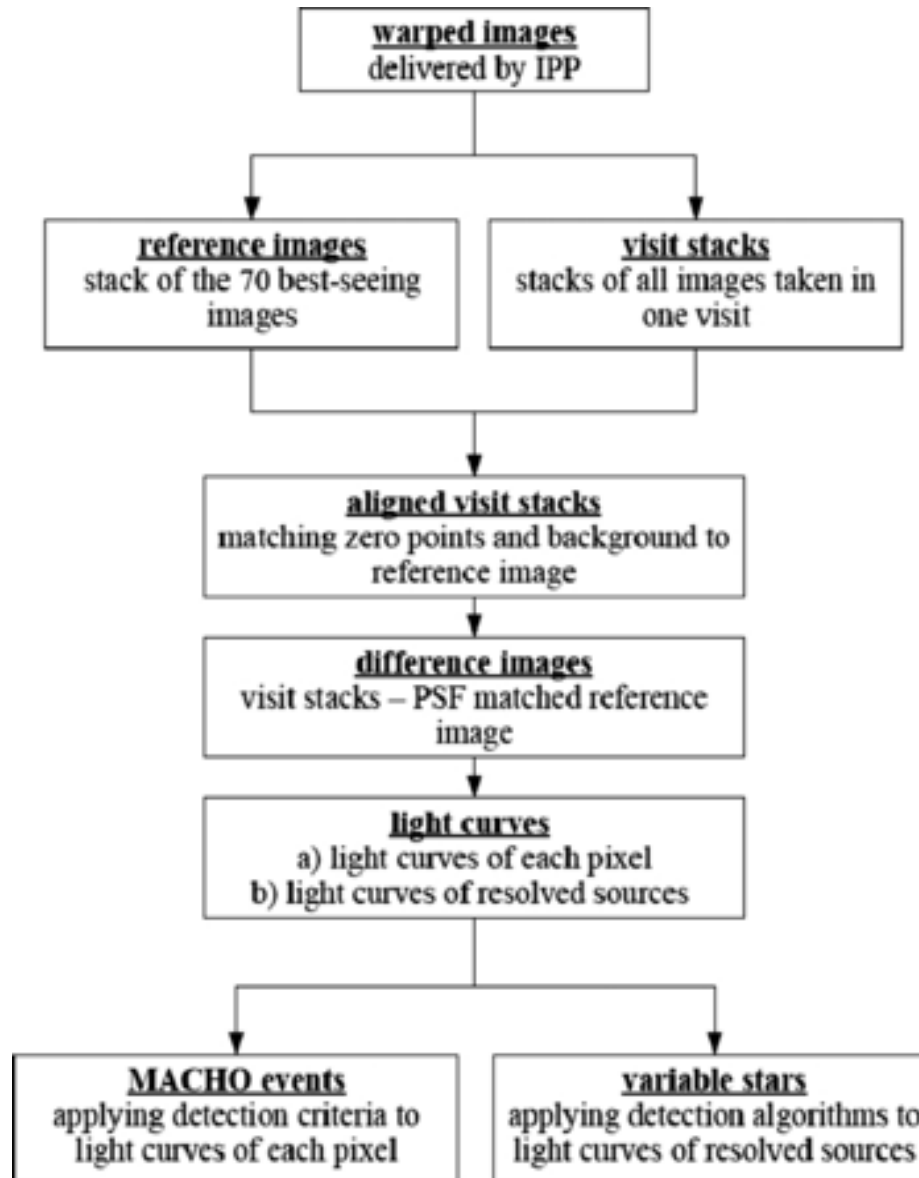 warped images
delivered by IPP
reference images
stack of the 70 best-seeing
images
visit stacks
stacks of all images taken in
one visit
aligned visit stacks
matching zero points and background to
reference image
difference images
visit stacks – PSF matched reference
image
light curves
a) light curves of each pixel
b) light curves of resolved sources
MACHO events
applying detection criteria to
light curves of each pixel
variable stars
applying detection algorithms to
light curves of resolved sources